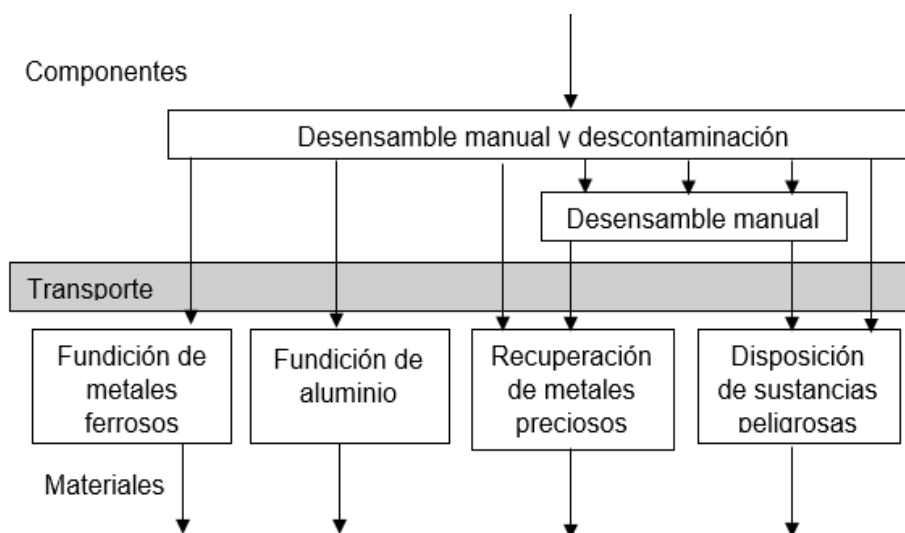 Componentes
Desensamble manual y descontaminación
Desensamble manual
Transporte
Fundición de
metales
ferrosos
Fundición de
aluminio
Recuperación
de metales
preciosos
Disposición
de sustancias
peligrosas
Materiales